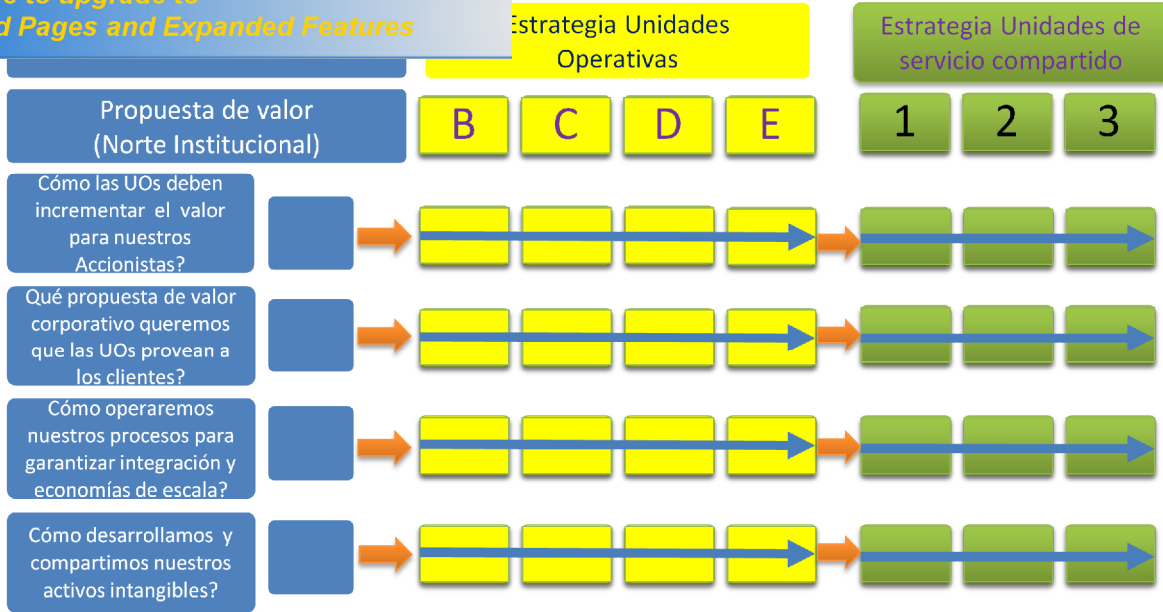 to upgrade to
Pages and Expanded Features
Estrategia Unidades
Operativas
Estrategia Unidades de
servicio compartido
Propuesta de valor
(Norte Institucional)
B C D E
1 2 3
Cómo las UOs deben
incrementar el valor
para nuestros
Accionistas?
Qué propuesta de valor
corporativo queremos
que las UOs provean a
los clientes?
Cómo operaremos
nuestros procesos para
garantizar integración y
economías de escala?
Cómo desarrollamos y
compartimos nuestros
activos intangibles?